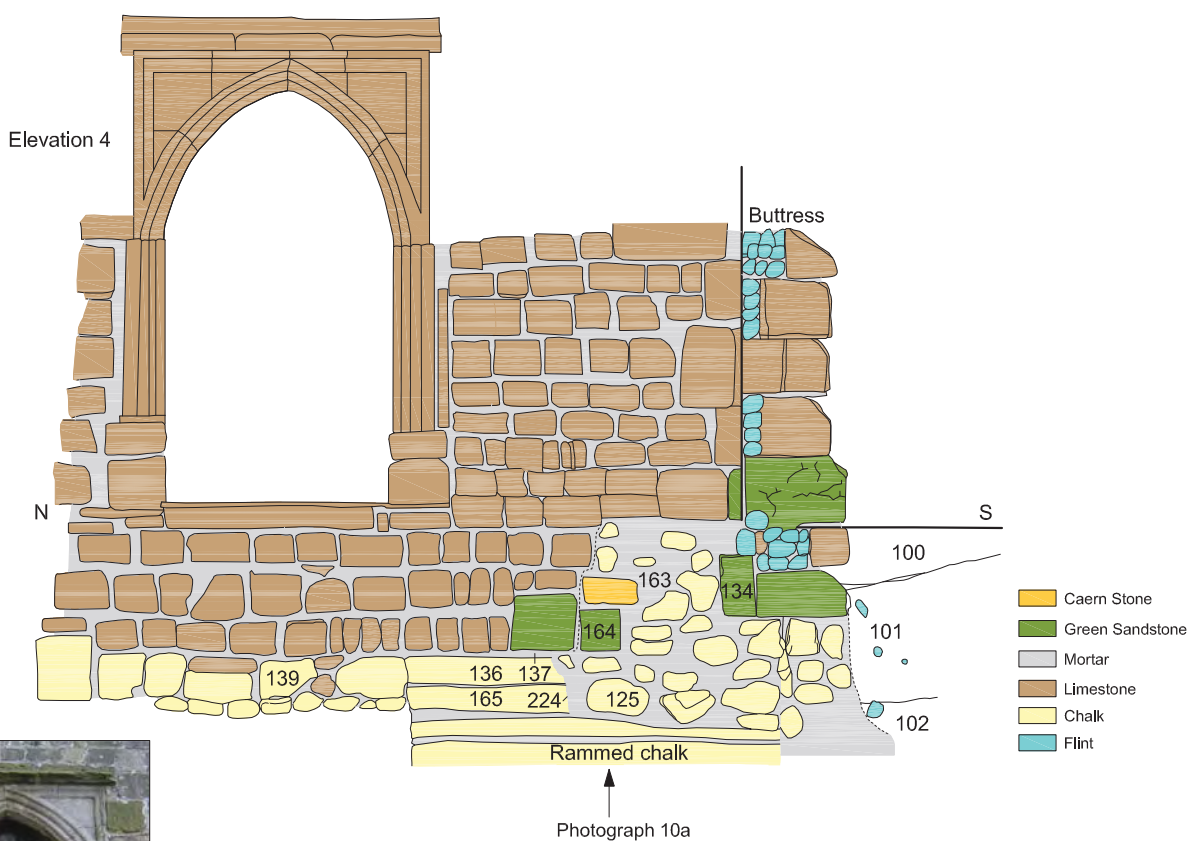 Elevation 4
Buttress
N
S
100
163
134
164
101
136 137
139
165 224 125
102
Rammed chalk
Photograph 10a
Caern Stone
Green Sandstone
Mortar
Limestone
Chalk
Flint